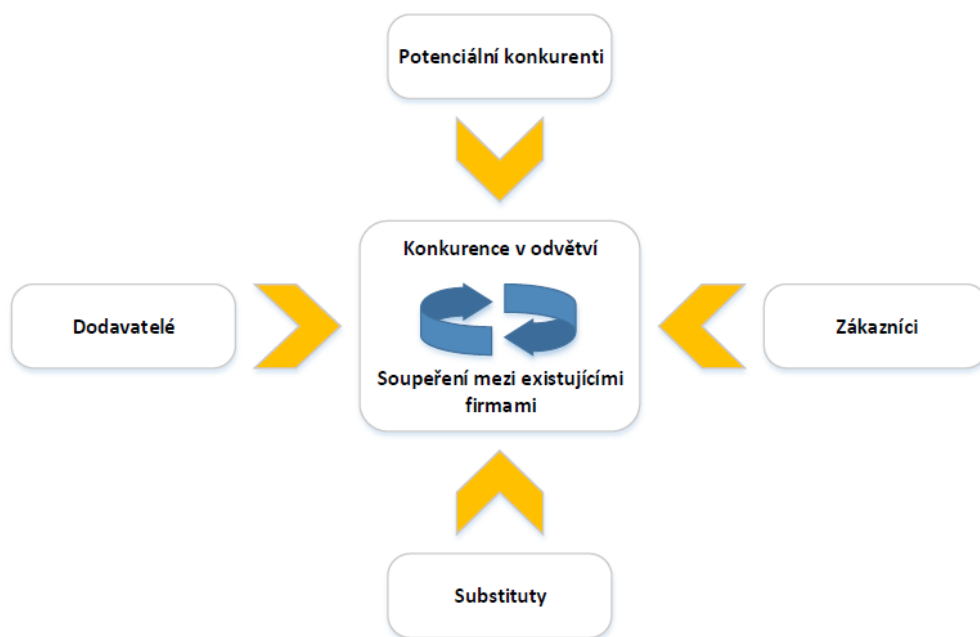 Potenciální konkurenti
Konkurence v odvětví
Dodavatelé
Zákazníci
Soupeření mezi existujícími
firmami
Substituty